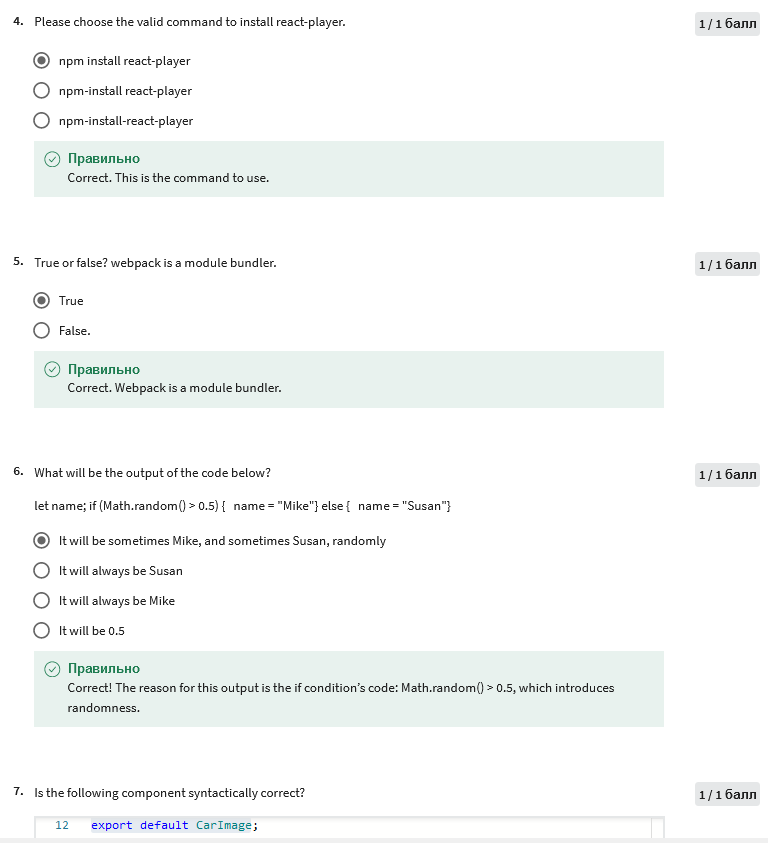 4. Please choose the valid command to install react-player.
1 / 1 балл
npm install react-player
npm-install react-player
npm-install-react-player
Правильно
Correct. This is the command to use.
5. True or false? webpack is a module bundler.
1 / 1 балл
True
False.
Правильно
Correct. Webpack is a module bundler.
6. What will be the output of the code below?
1 / 1 балл
let name; if (Math.random() > 0.5) { name = "Mike"} else { name = "Susan"}
It will be sometimes Mike, and sometimes Susan, randomly
It will always be Susan
It will always be Mike
It will be 0.5
Правильно
Correct! The reason for this output is the if condition’s code: Math.random() > 0.5, which introduces
randomness.
7. Is the following component syntactically correct?
1 / 1 балл
12 export default CarImage;